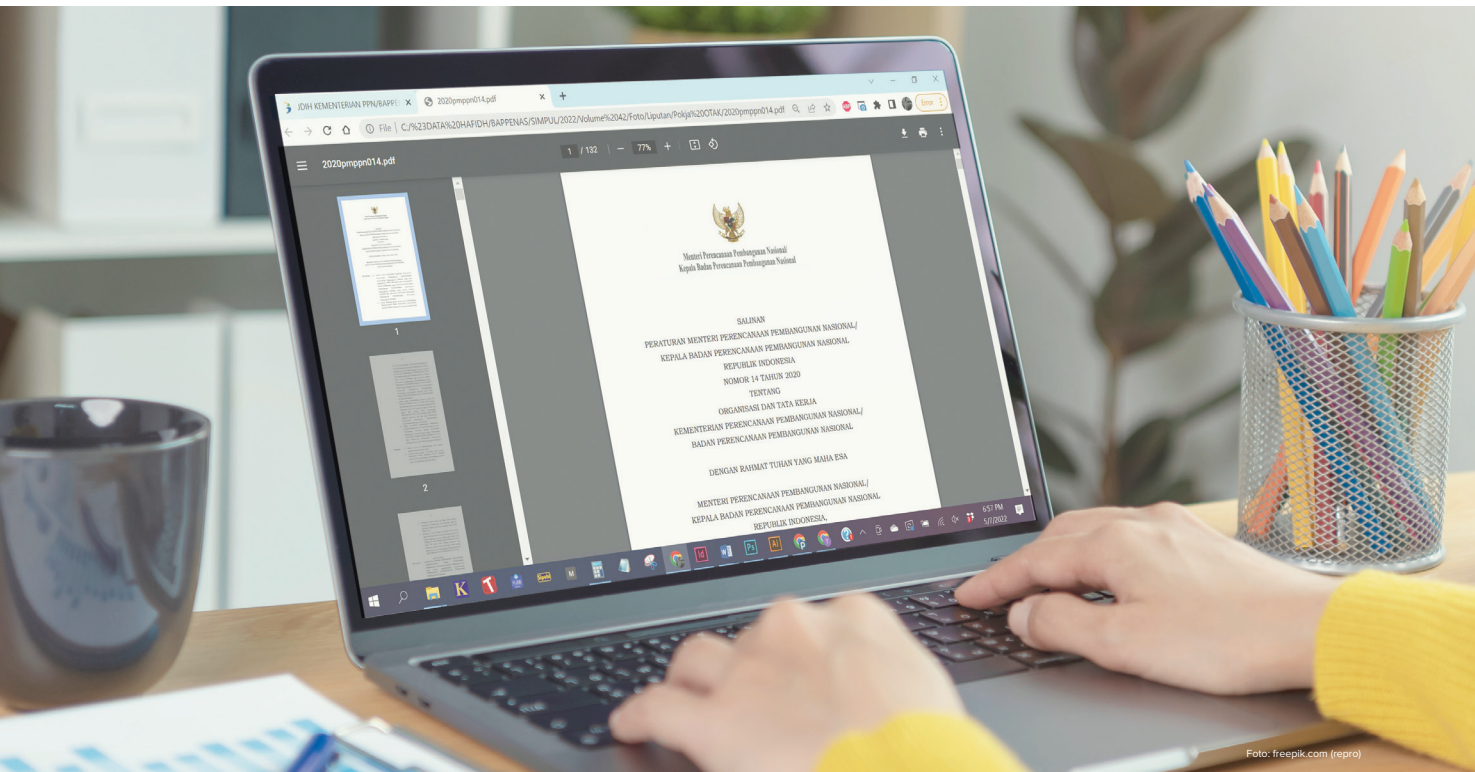 JDIH KEMENTERIAN PPN/BAPPE
2020pmppn014.pdf
File | C:/%23DATA%20HAFIDH/BAPPENAS/SIMPUL/2022/Volume%2042/Foto/Liputan/Pokja%20OTAK/2020pmppn014.pdf
Error
2020pmppn014.pdf
1 / 132
77%
1
2
Menteri Perencanaan Pembangunan Nasional/
Kepala Badan Perencanaan Pembangunan Nasional
SALINAN
PERATURAN MENTERI PERENCANAAN PEMBANGUNAN NASIONAL/
KEPALA BADAN PERENCANAAN PEMBANGUNAN NASIONAL
REPUBLIK INDONESIA
NOMOR 14 TAHUN 2020
TENTANG
ORGANISASI DAN TATA KERJA
KEMENTERIAN PERENCANAAN PEMBANGUNAN NASIONAL/
BADAN PERENCANAAN PEMBANGUNAN NASIONAL
DENGAN RAHMAT TUHAN YANG MAHA ESA
MENTERI PERENCANAAN PEMBANGUNAN NASIONAL/
KEPALA BADAN PERENCANAAN PEMBANGUNAN NASIONAL
REPUBLIK INDONESIA,
K
T
M
Id
W
Ps
Ai
6:57 PM
5/7/2022
Foto: freepik.com (repro)